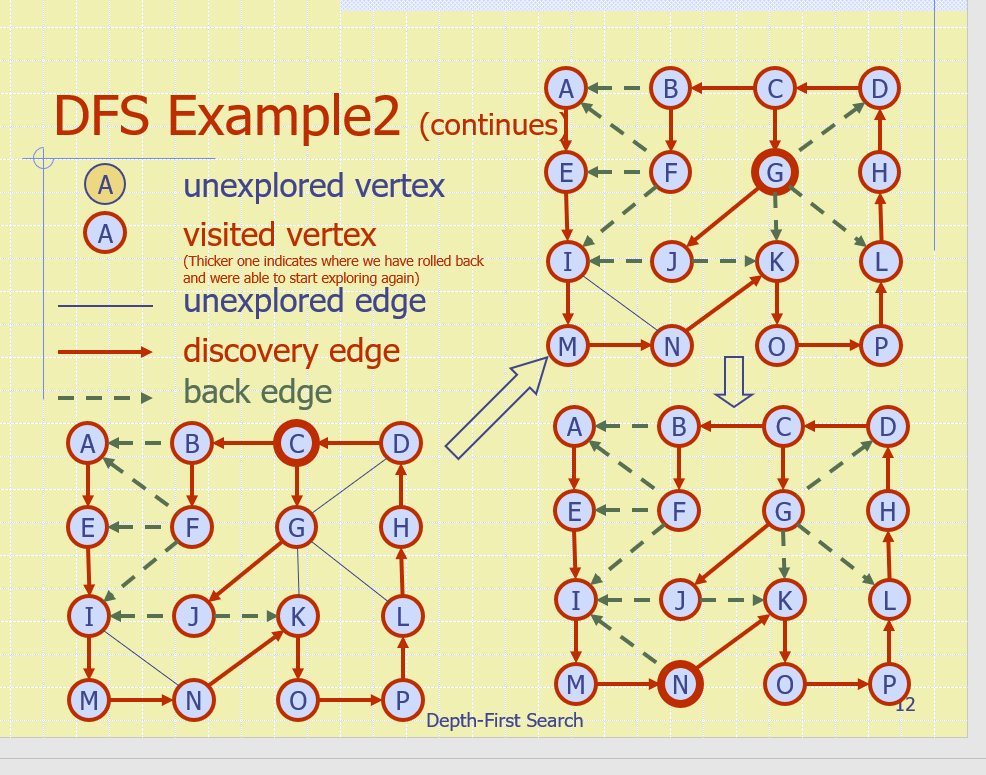 DFS Example2 (continues)
A unexplored vertex
A visited vertex
(Thicker one indicates where we have rolled back
and were able to start exploring again)
unexplored edge
discovery edge
back edge
A B C D
E F G H
I J K L
M N O P
A B C D
E F G H
I J K L
M N O P
A B C D
E F G H
I J K L
M N O P
Depth-First Search
12